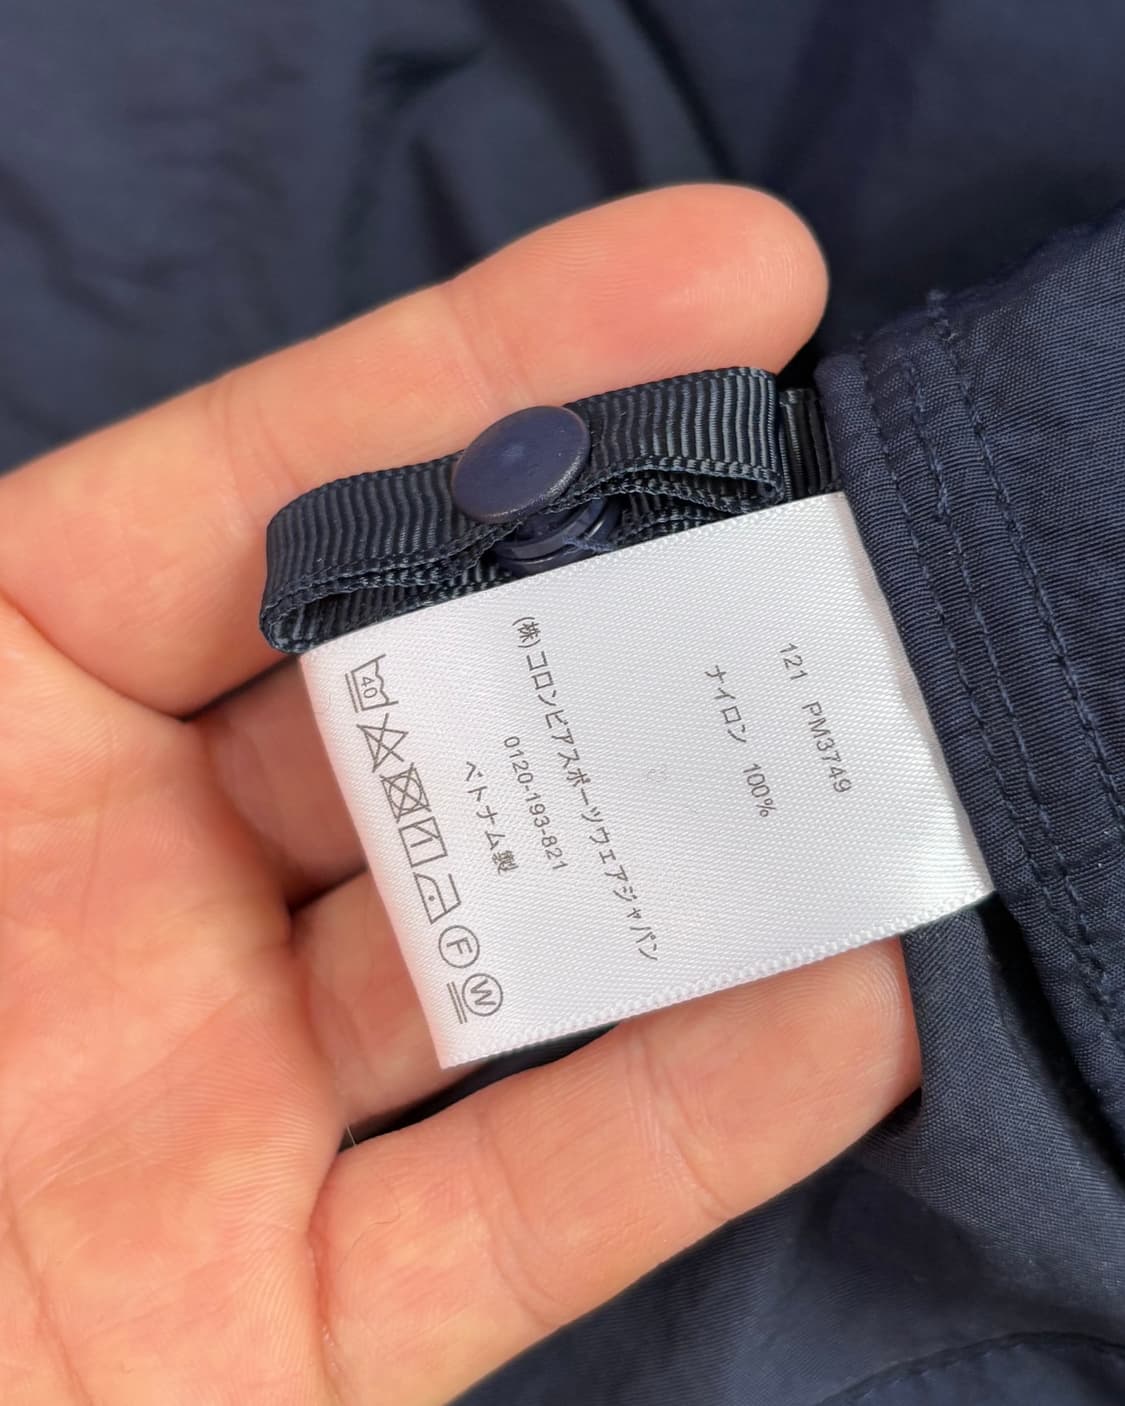 121 PM3749
ナイロン 100%
(株)コロンビアスポーツウェアジャパン
0120-193-821
ベトナム製
40
F W